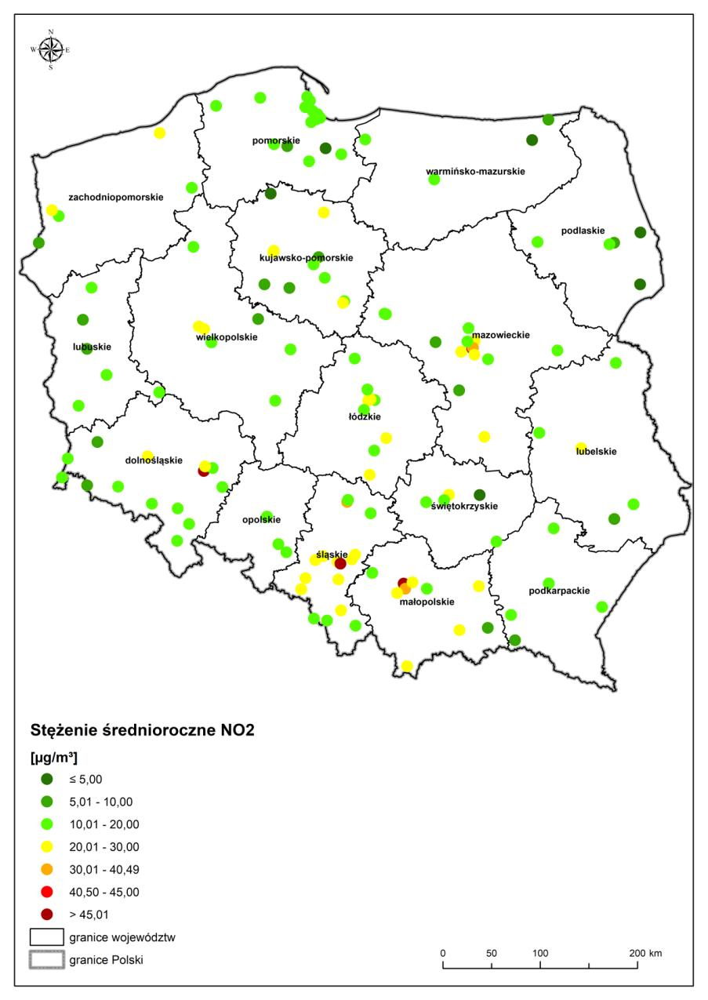 N
W E
S
pomorskie
warmińsko-mazurskie
zachodniopomorskie
podlaskie
kujawsko-pomorskie
mazowieckie
wielkopolskie
lubuskie
łódzkie
lubelskie
dolnośląskie
świętokrzyskie
opolskie
śląskie
podkarpackie
małopolskie
Stężenie średnioroczne NO2
[µg/m³]
≤ 5,00
5,01 - 10,00
10,01 - 20,00
20,01 - 30,00
30,01 - 40,49
40,50 - 45,00
> 45,01
granice województw
granice Polski
0 50 100 200 km